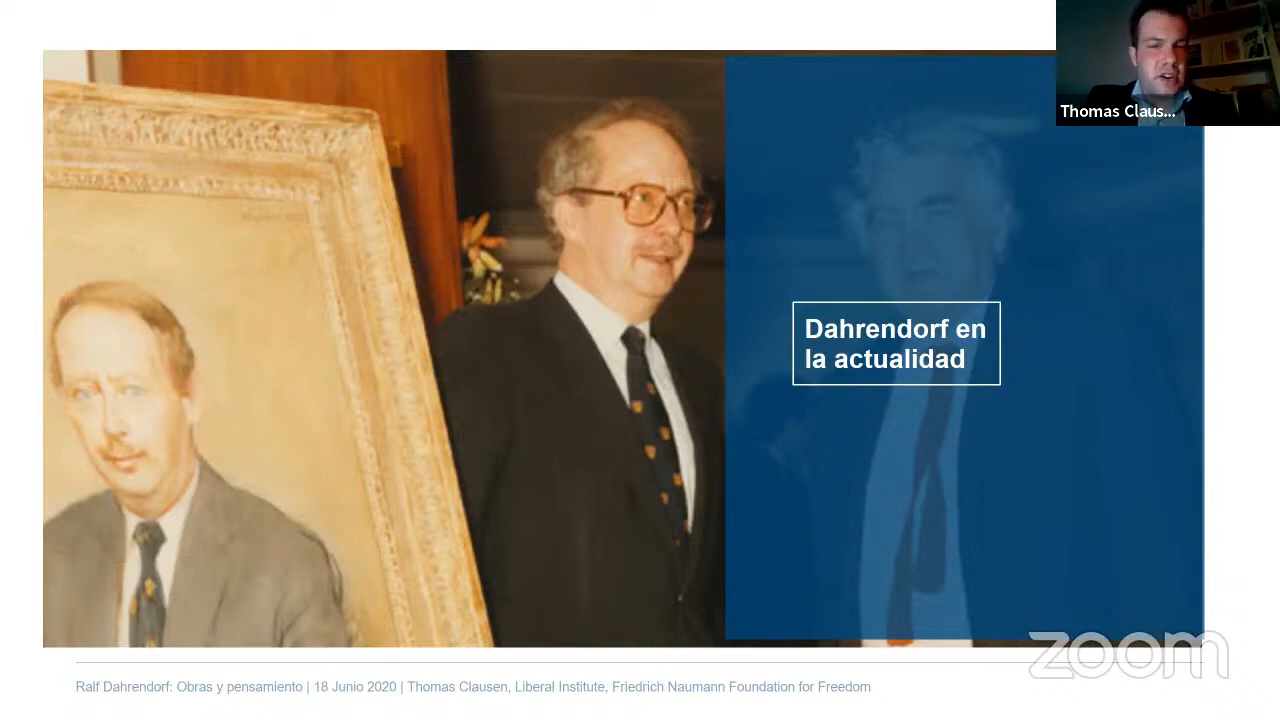 Thomas Claus...
Dahrendorf en
la actualidad
zoom
Ralf Dahrendorf: Obras y pensamiento | 18 Junio 2020 | Thomas Clausen, Liberal Institute, Friedrich Naumann Foundation for Freedom